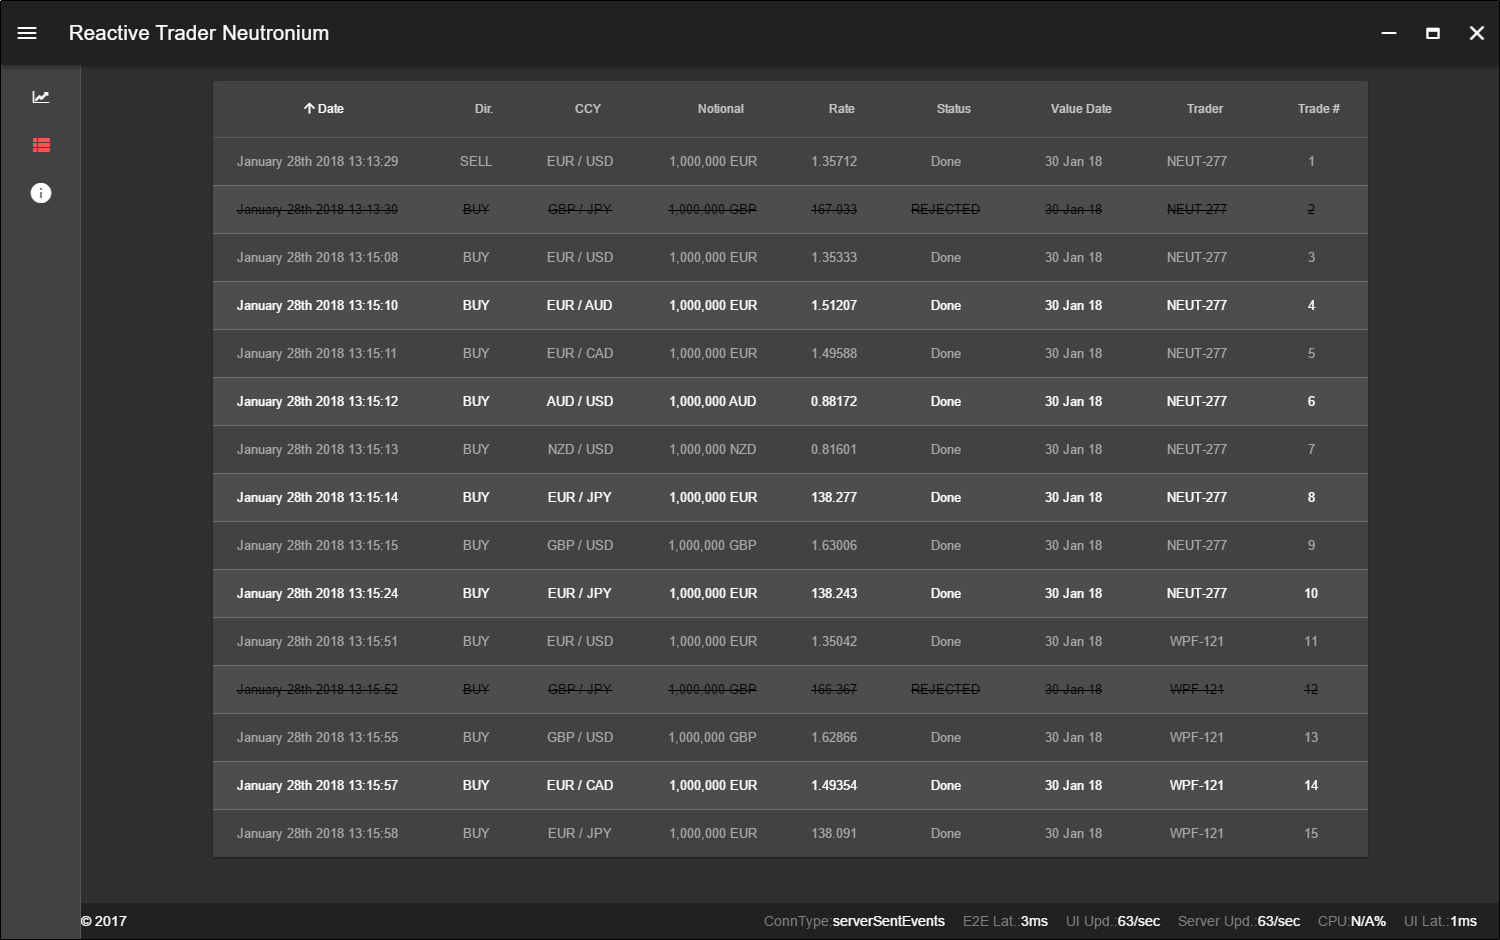 Reactive Trader Neutronium
Date Dir. CCY Notional Rate Status Value Date Trader Trade #
January 28th 2018 13:13:29 SELL EUR / USD 1,000,000 EUR 1.35712 Done 30 Jan 18 NEUT-277 1
January 28th 2018 13:13:30 BUY GBP / JPY 1,000,000 GBP 167.033 REJECTED 30 Jan 18 NEUT-277 2
January 28th 2018 13:15:08 BUY EUR / USD 1,000,000 EUR 1.35333 Done 30 Jan 18 NEUT-277 3
January 28th 2018 13:15:10 BUY EUR / AUD 1,000,000 EUR 1.51207 Done 30 Jan 18 NEUT-277 4
January 28th 2018 13:15:11 BUY EUR / CAD 1,000,000 EUR 1.49588 Done 30 Jan 18 NEUT-277 5
January 28th 2018 13:15:12 BUY AUD / USD 1,000,000 AUD 0.88172 Done 30 Jan 18 NEUT-277 6
January 28th 2018 13:15:13 BUY NZD / USD 1,000,000 NZD 0.81601 Done 30 Jan 18 NEUT-277 7
January 28th 2018 13:15:14 BUY EUR / JPY 1,000,000 EUR 138.277 Done 30 Jan 18 NEUT-277 8
January 28th 2018 13:15:15 BUY GBP / USD 1,000,000 GBP 1.63006 Done 30 Jan 18 NEUT-277 9
January 28th 2018 13:15:24 BUY EUR / JPY 1,000,000 EUR 138.243 Done 30 Jan 18 NEUT-277 10
January 28th 2018 13:15:51 BUY EUR / USD 1,000,000 EUR 1.35042 Done 30 Jan 18 WPF-121 11
January 28th 2018 13:15:52 BUY GBP / JPY 1,000,000 GBP 166.367 REJECTED 30 Jan 18 WPF-121 12
January 28th 2018 13:15:55 BUY GBP / USD 1,000,000 GBP 1.62866 Done 30 Jan 18 WPF-121 13
January 28th 2018 13:15:57 BUY EUR / CAD 1,000,000 EUR 1.49354 Done 30 Jan 18 WPF-121 14
January 28th 2018 13:15:58 BUY EUR / JPY 1,000,000 EUR 138.091 Done 30 Jan 18 WPF-121 15
© 2017 ConnType:serverSentEvents E2E Lat.:3ms UI Upd.:63/sec Server Upd.:63/sec CPU:N/A% UI Lat.:1ms